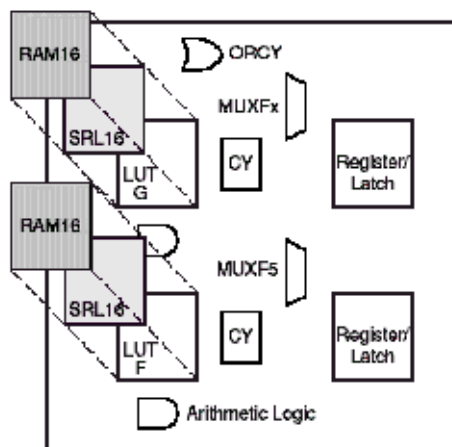 RAM16
ORCY
MUXFx
SRL16
LUT
G
CY
Register/
Latch
RAM16
MUXF5
SRL16
LUT
F
CY
Register/
Latch
Arithmetic Logic